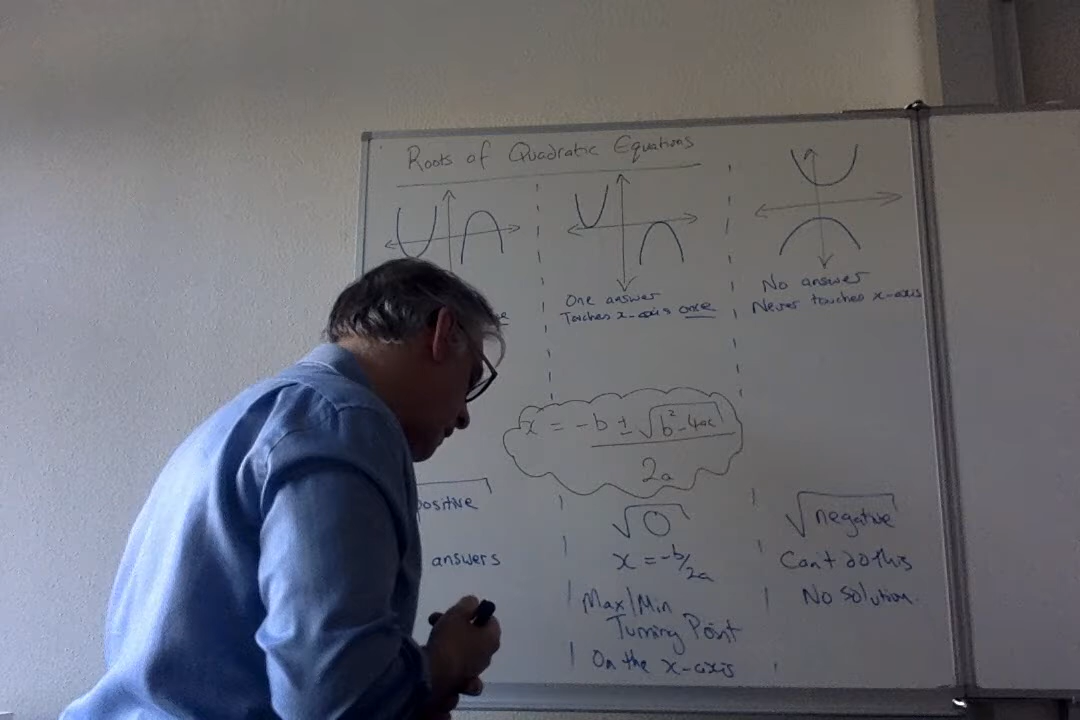 Roots of Quadratic Equations
One answer
Touches x-axis once
No answer
Never touches x-axis
x = -b ± √b²-4ac
2a
positive
answers
√0
x = -b/2a
Max/Min
Turning Point
On the x-axis
√negative
Can't do this
No solution.